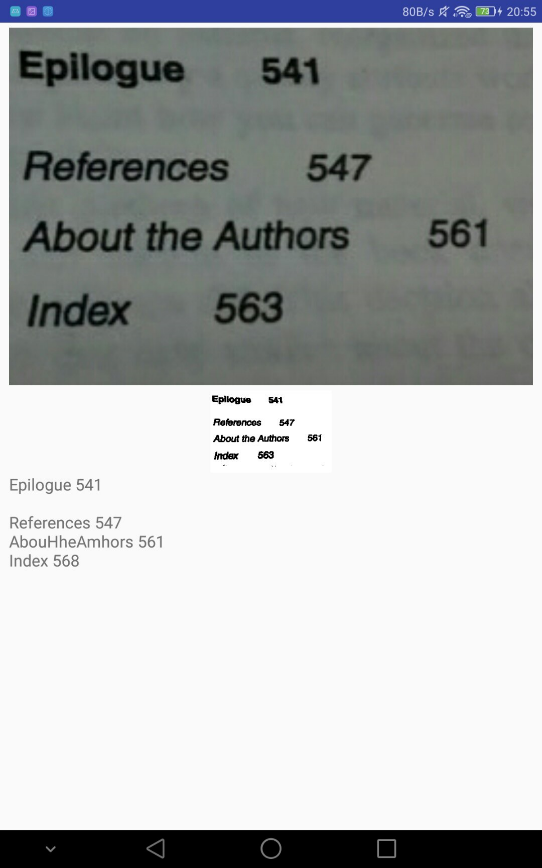 80B/s 73 20:55
Epilogue 541
References 547
About the Authors 561
Index 563
Epilogue 541
References 547
About the Authors 561
Index 563
Epilogue 541
References 547
AbouHheAmhors 561
Index 568